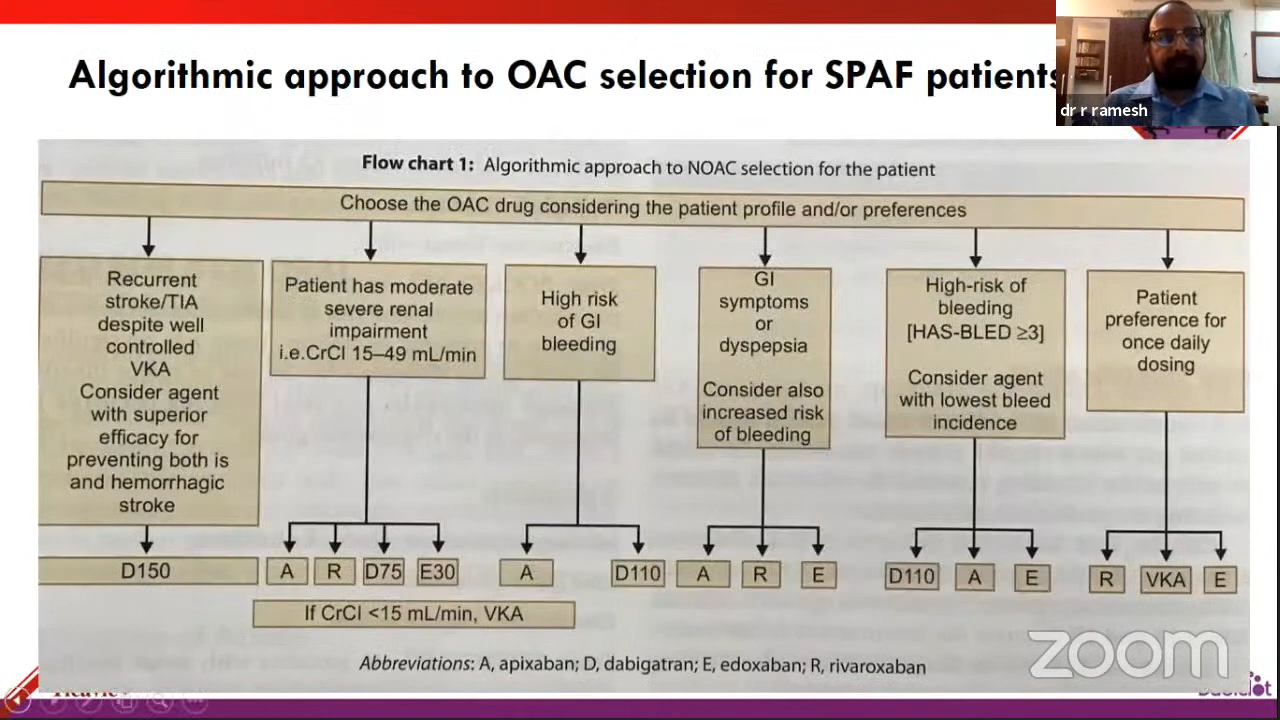 Algorithmic approach to OAC selection for SPAF patients
dr r ramesh
Flow chart 1: Algorithmic approach to NOAC selection for the patient
Choose the OAC drug considering the patient profile and/or preferences
Recurrent
stroke/TIA
despite well
controlled
VKA
Consider agent
with superior
efficacy for
preventing both is
and hemorrhagic
stroke
D150
Patient has moderate
severe renal
impairment
i.e.CrCl 15–49 mL/min
A
R
D75
E30
If CrCl <15 mL/min, VKA
High risk
of GI
bleeding
A
D110
GI
symptoms
or
dyspepsia
Consider also
increased risk
of bleeding
A
R
E
High-risk of
bleeding
[HAS-BLED ≥3]
Consider agent
with lowest bleed
incidence
D110
A
E
Patient
preference for
once daily
dosing
R
VKA
E
Abbreviations: A, apixaban; D, dabigatran; E, edoxaban; R, rivaroxaban
zoom